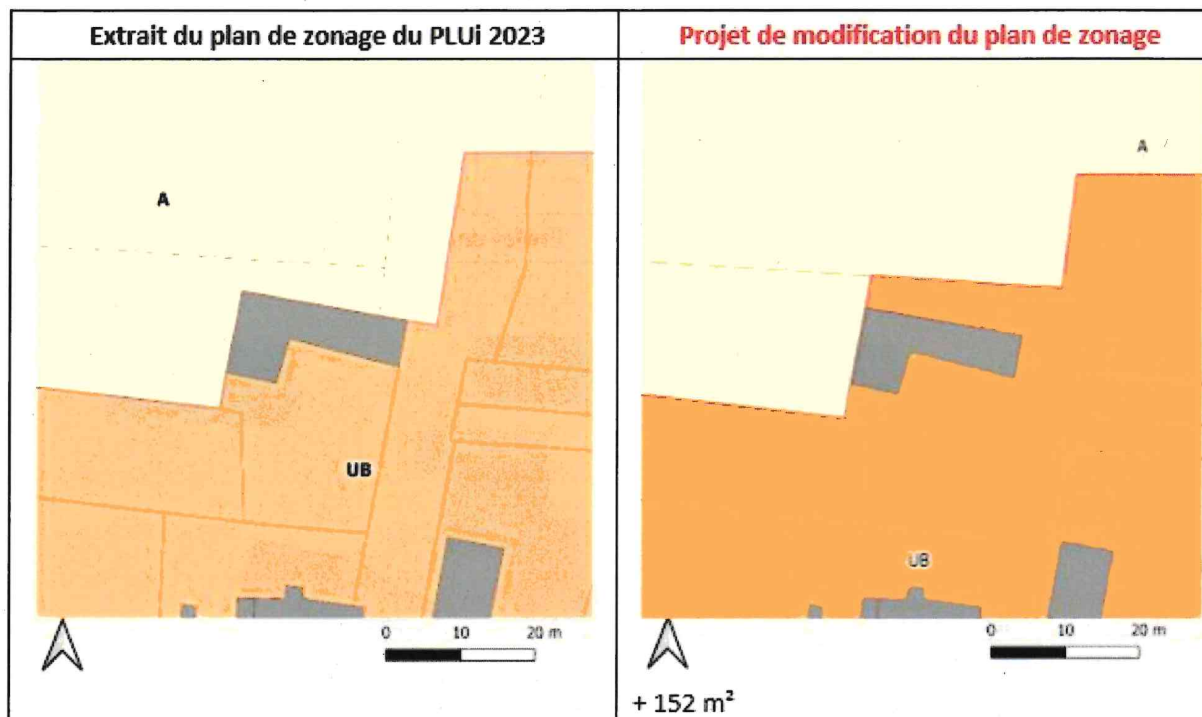 Extrait du plan de zonage du PLUi 2023
Projet de modification du plan de zonage
A
UB
0 10 20 m
A
UB
0 10 20 m
+ 152 m²